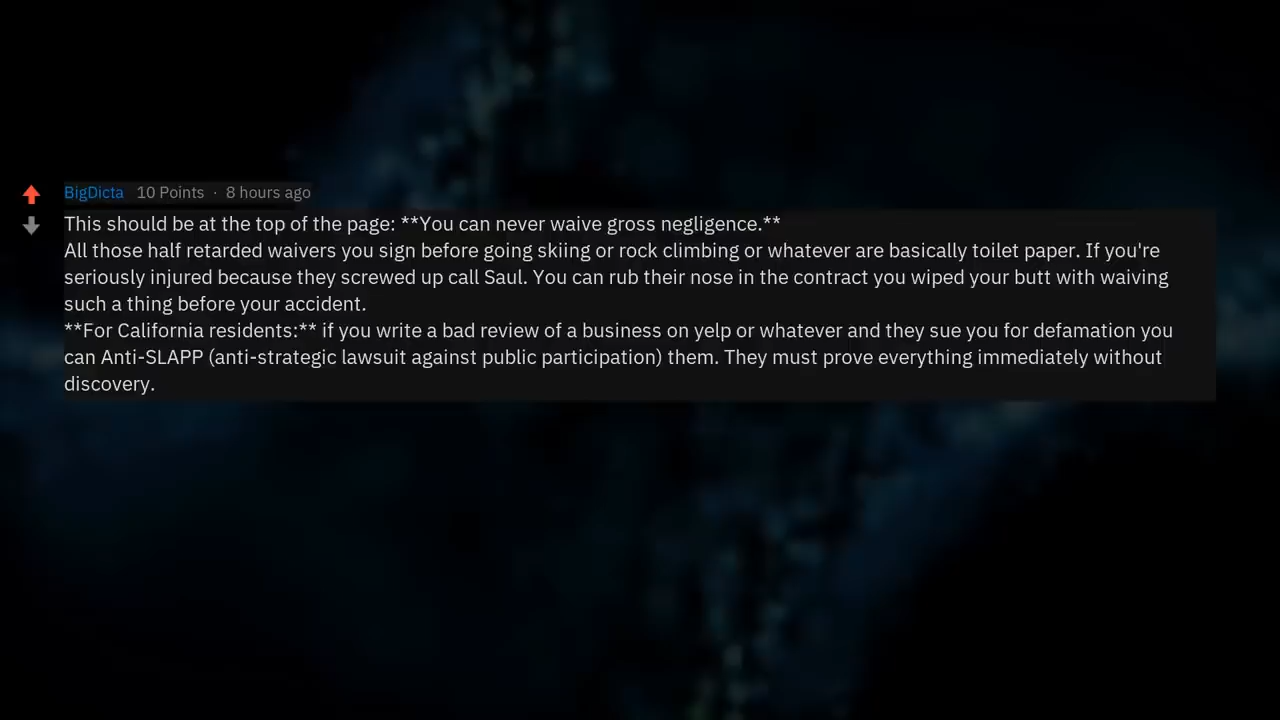 BigDicta 10 Points · 8 hours ago
This should be at the top of the page: **You can never waive gross negligence.**
All those half retarded waivers you sign before going skiing or rock climbing or whatever are basically toilet paper. If you're
seriously injured because they screwed up call Saul. You can rub their nose in the contract you wiped your butt with waiving
such a thing before your accident.
**For California residents:** if you write a bad review of a business on yelp or whatever and they sue you for defamation you
can Anti-SLAPP (anti-strategic lawsuit against public participation) them. They must prove everything immediately without
discovery.